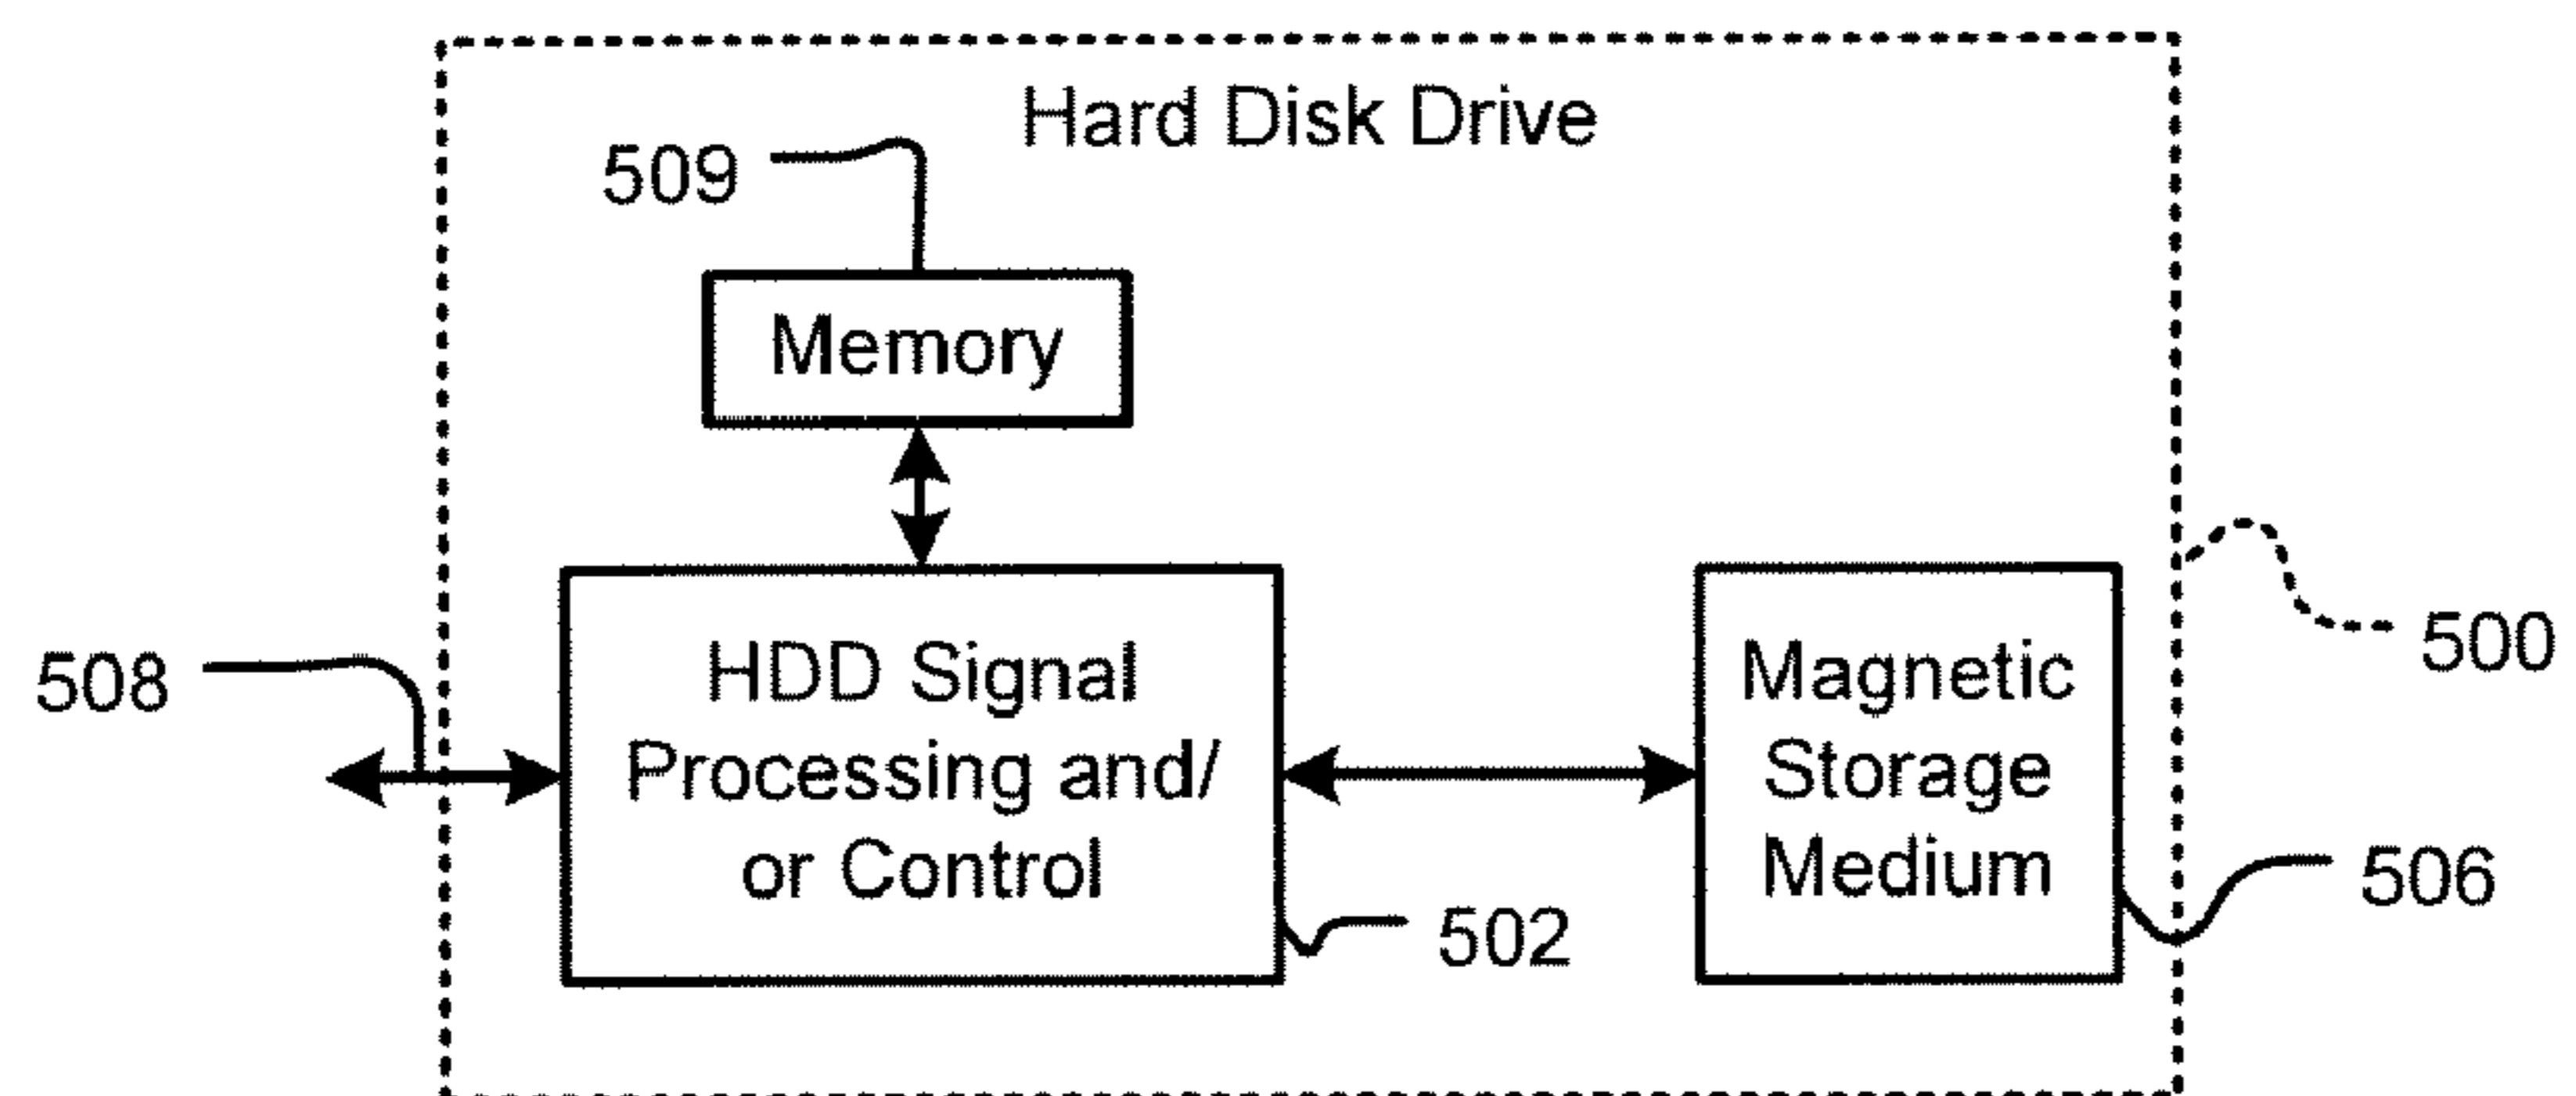 Hard Disk Drive
509
Memory
508
HDD Signal
Processing and/
or Control
502
Magnetic
Storage
Medium
500
506